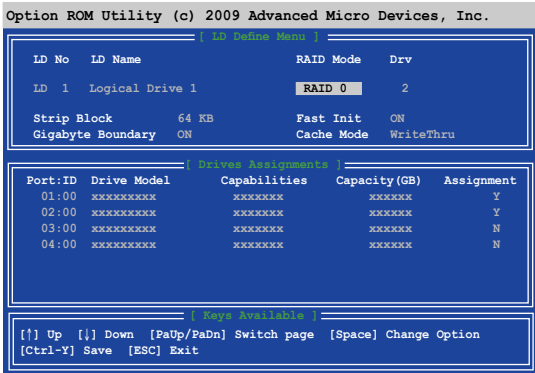 Option ROM Utility (c) 2009 Advanced Micro Devices, Inc.
[ LD Define Menu ]
LD No LD Name RAID Mode Drv
LD 1 Logical Drive 1 RAID 0 2
Strip Block 64 KB Fast Init ON
Gigabyte Boundary ON Cache Mode WriteThru
[ Drives Assignments ]
Port:ID Drive Model Capabilities Capacity(GB) Assignment
01:00 xxxxxxxxx xxxxxxx xxxxxx Y
02:00 xxxxxxxxx xxxxxxx xxxxxx Y
03:00 xxxxxxxxx xxxxxxx xxxxxx N
04:00 xxxxxxxxx xxxxxxx xxxxxx N
[ Keys Available ]
[↑] Up [↓] Down [PaUp/PaDn] Switch page [Space] Change Option
[Ctrl-Y] Save [ESC] Exit